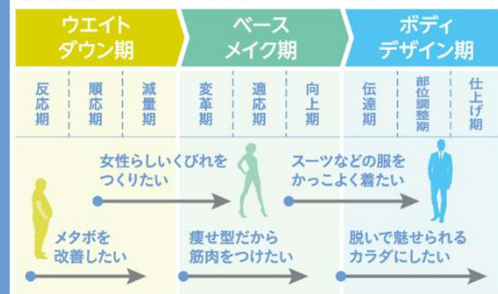 ウエイト
ダウン期
ベース
メイク期
ボディ
デザイン期
反応期
順応期
減量期
変革期
適応期
向上期
伝達期
部位調整期
仕上げ期
女性らしいくびれを
つくりたい
スーツなどの服を
かっこよく着たい
メタボを
改善したい
痩せ型だから
筋肉をつけたい
脱いで魅せられる
カラダにしたい